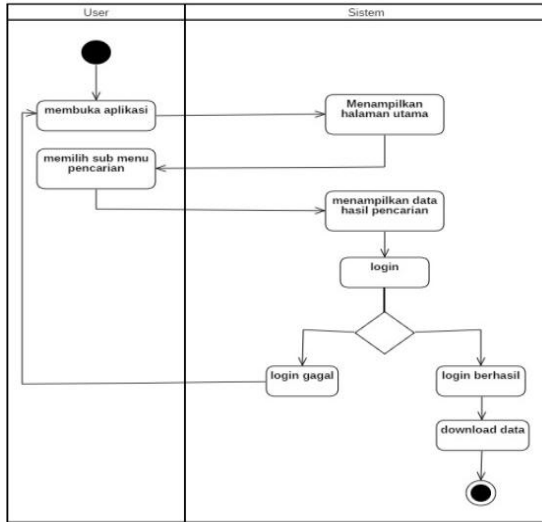 User
Sistem
membuka aplikasi
Menampilkan
halaman utama
memilih sub menu
pencarian
menampilkan data
hasil pencarian
login
login gagal
login berhasil
download data